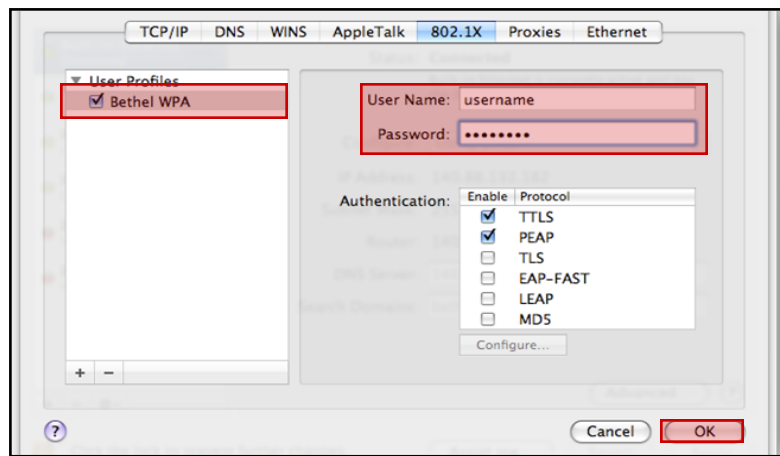 TCP/IP DNS WINS AppleTalk 802.1X Proxies Ethernet
User Profiles
Bethel WPA
User Name: username
Password: ••••••••
Authentication: Enable Protocol
TTLS
PEAP
TLS
EAP-FAST
LEAP
MD5
Configure...
+ −
? Cancel OK